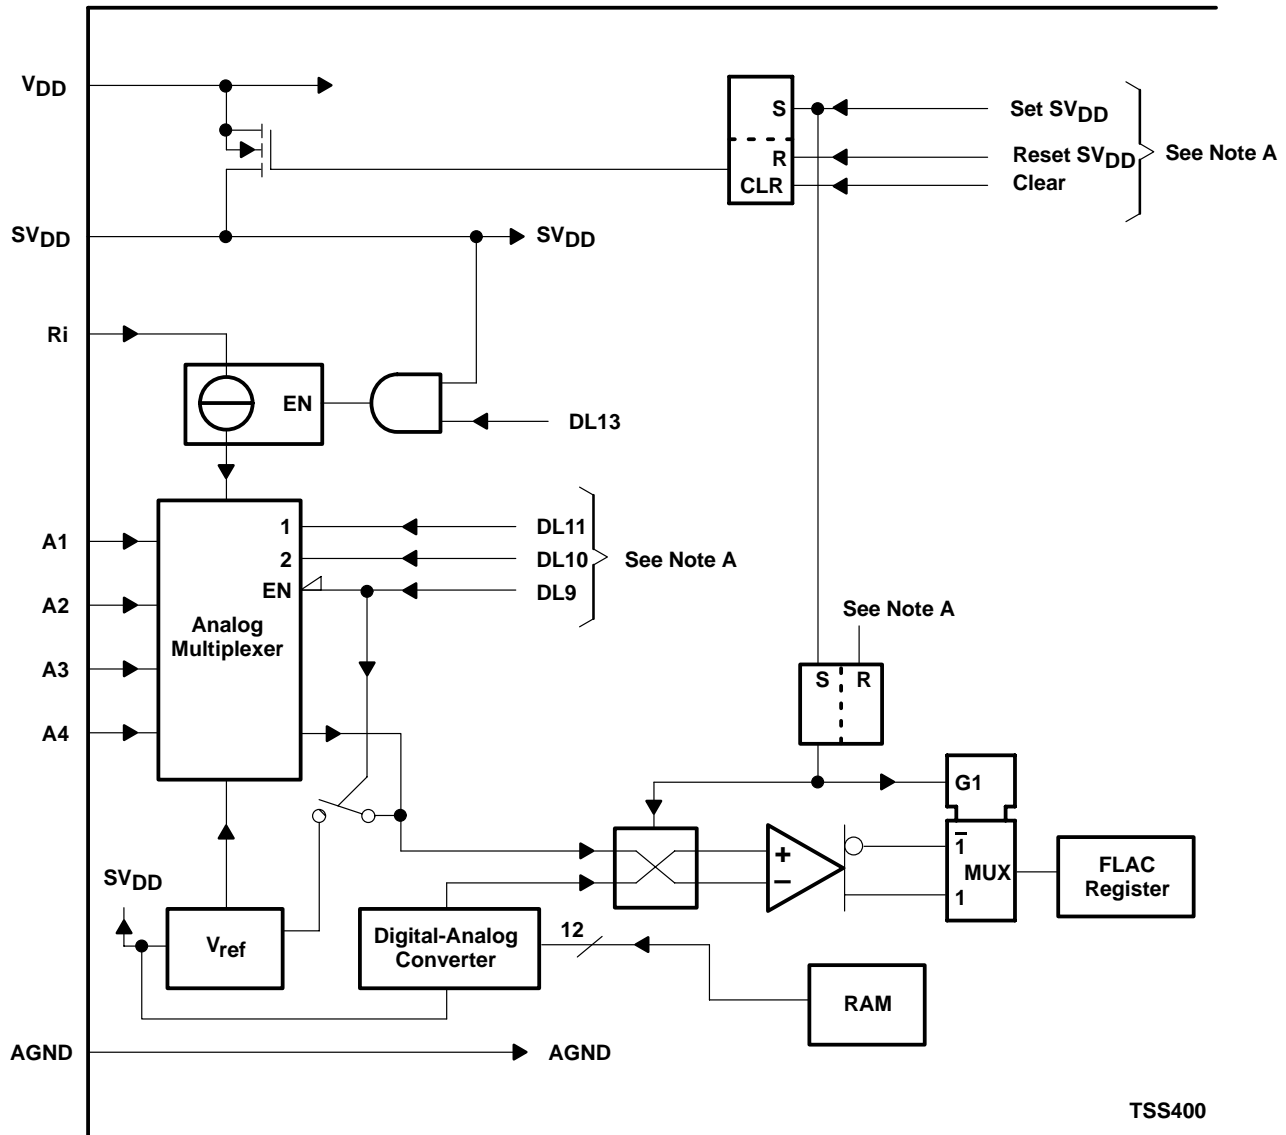 VDD
S
Set SVDD
R
Reset SVDD
See Note A
CLR
Clear
SVDD
SVDD
Ri
EN
DL13
1
DL11
A1
2
DL10
See Note A
EN
DL9
A2
Analog
Multiplexer
See Note A
A3
S
R
A4
G1
+
1̅
SVDD
MUX
FLAC
Register
−
1
Vref
Digital-Analog
Converter
12
RAM
AGND
AGND
TSS400